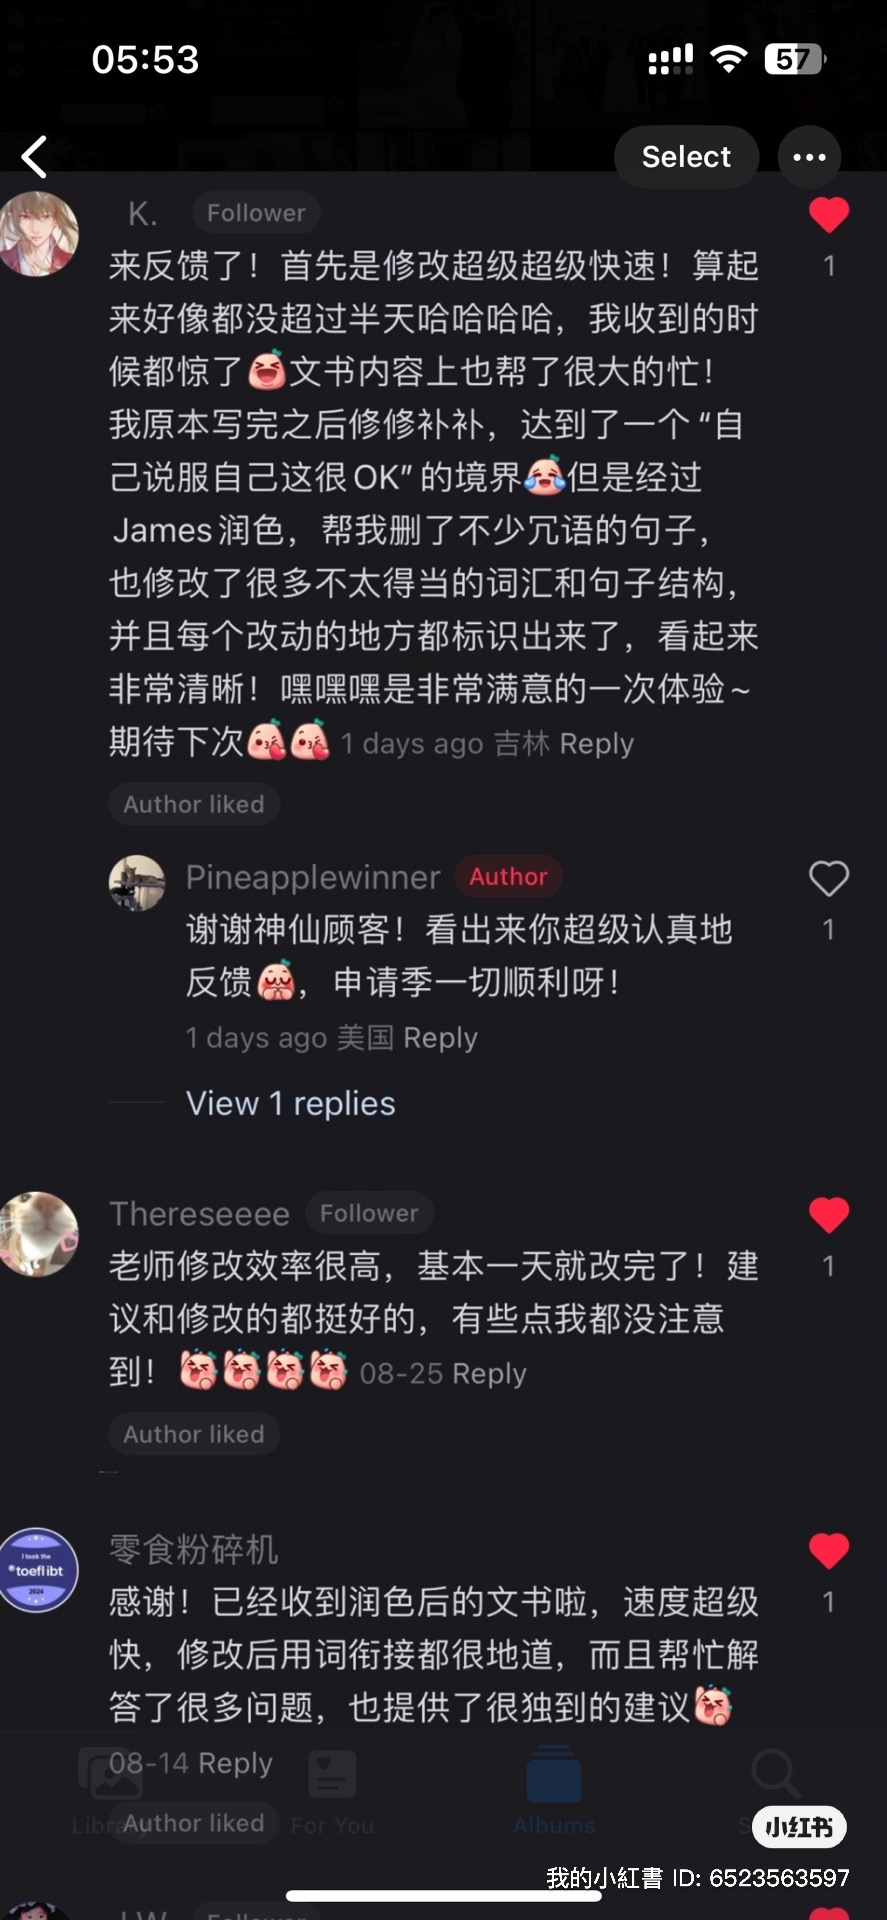 05:53
57
Select
K. Follower
来反馈了！首先是修改超级超级快速！算起
1
来好像都没超过半天哈哈哈哈，我收到的时
候都惊了文书内容上也帮了很大的忙！
我原本写完之后修修补补，达到了一个“自
己说服自己这很OK”的境界但是经过
James润色，帮我删了不少冗语的句子，
也修改了很多不太得当的词汇和句子结构，
并且每个改动的地方都标识出来了，看起来
非常清晰！嘿嘿嘿是非常满意的一次体验~
期待下次 1 days ago 吉林 Reply
Author liked
Pineapplewinner Author
谢谢神仙顾客！看出来你超级认真地
1
反馈，申请季一切顺利呀！
1 days ago 美国 Reply
View 1 replies
Thereseeee Follower
老师修改效率很高，基本一天就改完了！建
1
议和修改的都挺好的，有些点我都没注意
到！ 08-25 Reply
Author liked
零食粉碎机
I took the
toefl ibt
2024
感谢！已经收到润色后的文书啦，速度超级
1
快，修改后用词衔接都很地道，而且帮忙解
答了很多问题，也提供了很独到的建议
08-14 Reply
Author liked
For You
Albums
小红书
我的小紅書 ID: 6523563597
Follower